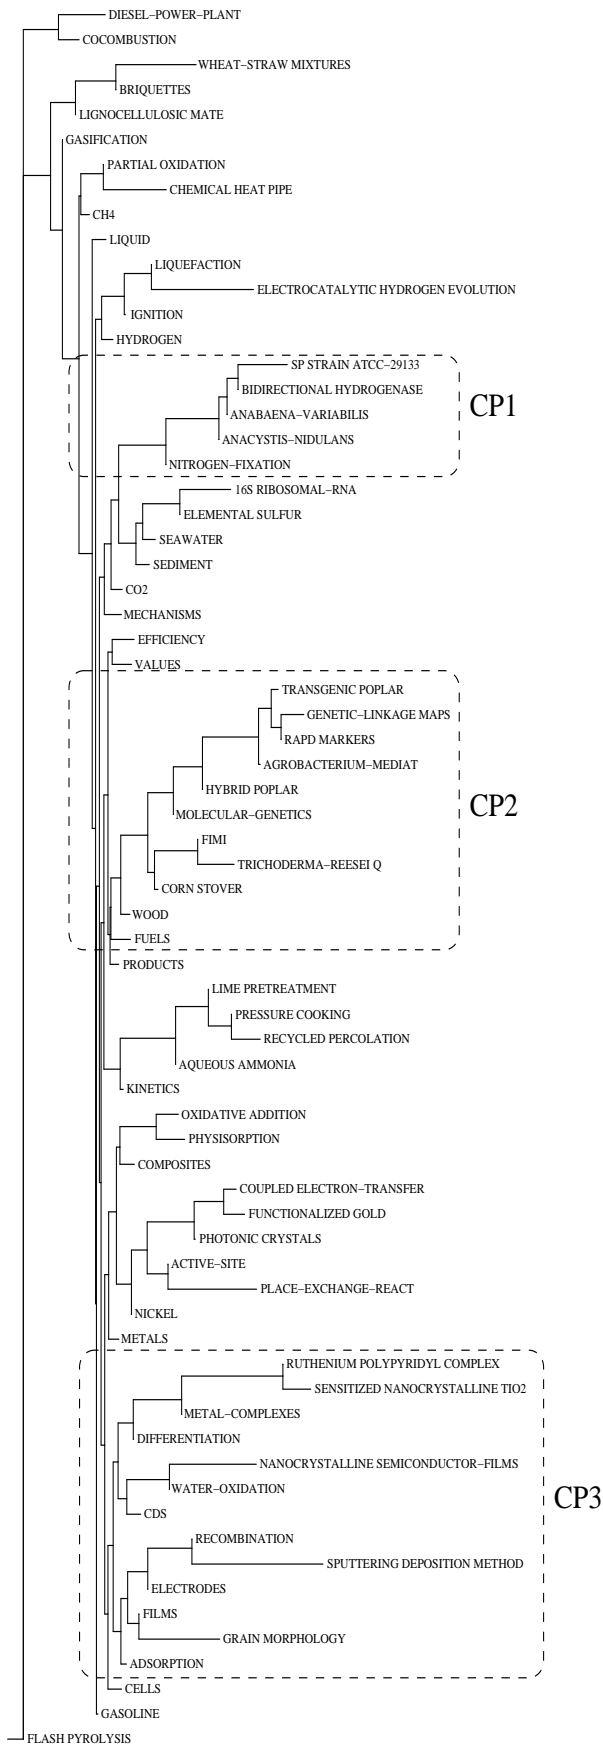 DIESEL−POWER−PLANT
COCOMBUSTION
WHEAT−STRAW MIXTURES
BRIQUETTES
LIGNOCELLULOSIC MATE
GASIFICATION
PARTIAL OXIDATION
CHEMICAL HEAT PIPE
CH4
LIQUID
LIQUEFACTION
ELECTROCATALYTIC HYDROGEN EVOLUTION
IGNITION
HYDROGEN
SP STRAIN ATCC−29133
BIDIRECTIONAL HYDROGENASE
CP1
ANABAENA−VARIABILIS
ANACYSTIS−NIDULANS
NITROGEN−FIXATION
16S RIBOSOMAL−RNA
ELEMENTAL SULFUR
SEAWATER
SEDIMENT
CO2
MECHANISMS
EFFICIENCY
VALUES
TRANSGENIC POPLAR
GENETIC−LINKAGE MAPS
RAPD MARKERS
AGROBACTERIUM−MEDIAT
HYBRID POPLAR
CP2
MOLECULAR−GENETICS
FIMI
TRICHODERMA−REESEI Q
CORN STOVER
WOOD
FUELS
PRODUCTS
LIME PRETREATMENT
PRESSURE COOKING
RECYCLED PERCOLATION
AQUEOUS AMMONIA
KINETICS
OXIDATIVE ADDITION
PHYSISORPTION
COMPOSITES
COUPLED ELECTRON−TRANSFER
FUNCTIONALIZED GOLD
PHOTONIC CRYSTALS
ACTIVE−SITE
PLACE−EXCHANGE−REACT
NICKEL
METALS
RUTHENIUM POLYPYRIDYL COMPLEX
SENSITIZED NANOCRYSTALLINE TIO2
METAL−COMPLEXES
DIFFERENTIATION
NANOCRYSTALLINE SEMICONDUCTOR−FILMS
WATER−OXIDATION
CP3
CDS
RECOMBINATION
SPUTTERING DEPOSITION METHOD
ELECTRODES
FILMS
GRAIN MORPHOLOGY
ADSORPTION
CELLS
GASOLINE
FLASH PYROLYSIS